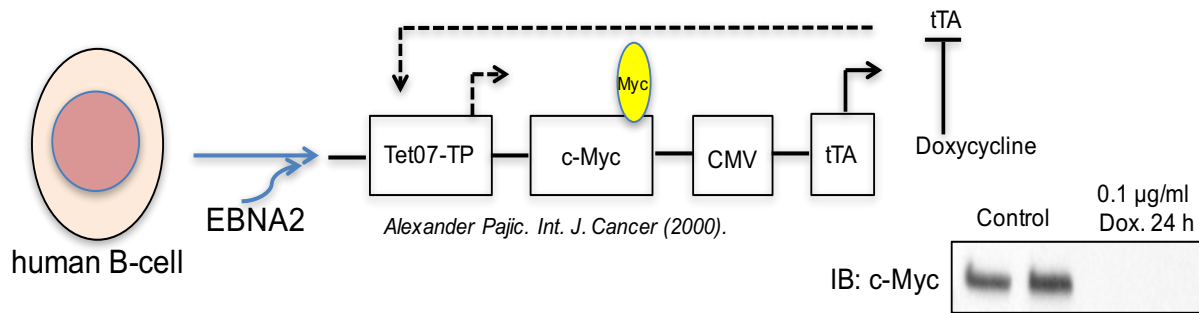 tTA
Myc
Tet07-TP
c-Myc
CMV
tTA
Doxycycline
EBNA2
Alexander Pajic. Int. J. Cancer (2000).
human B-cell
Control
0.1 µg/ml
Dox. 24 h
IB: c-Myc